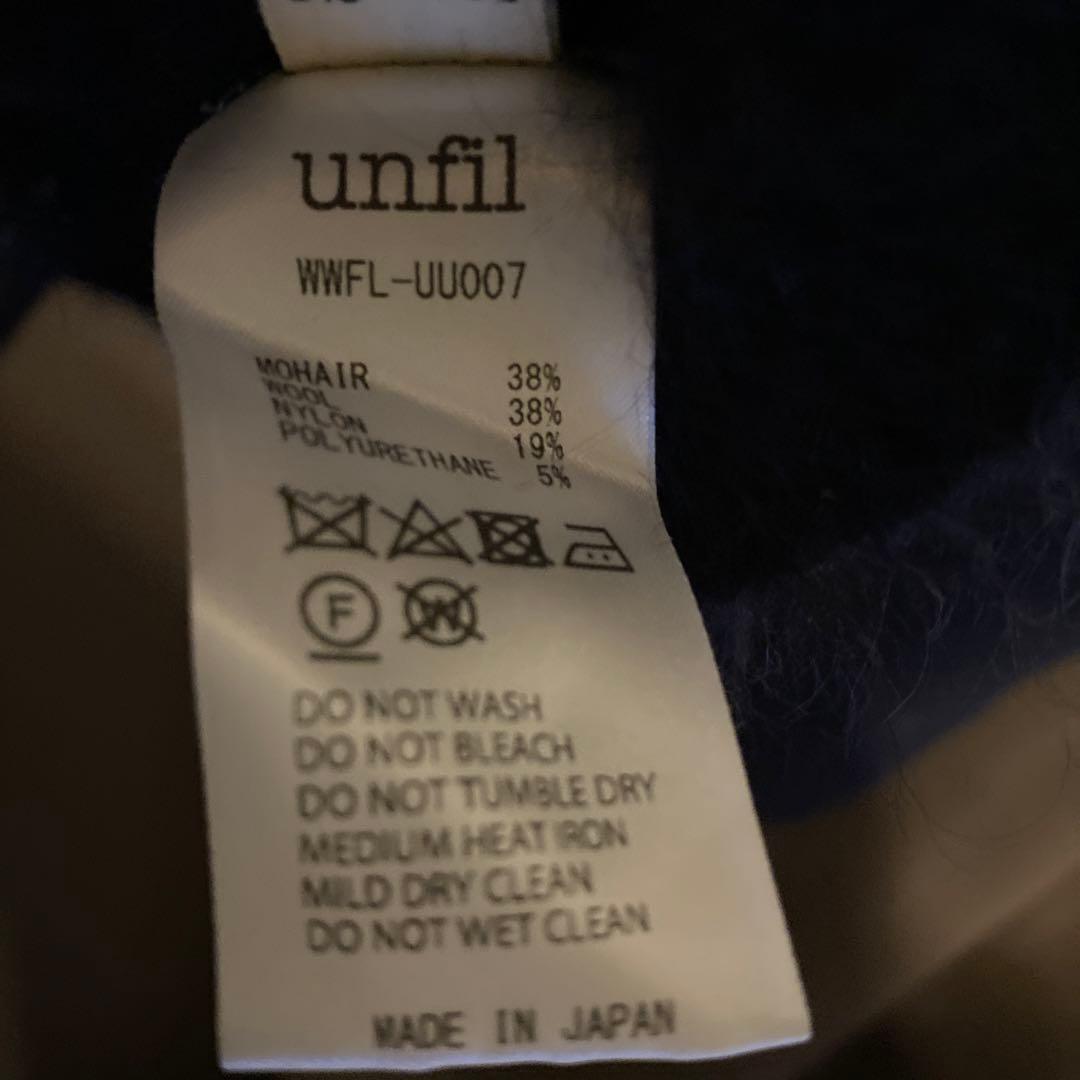 unfil
WWFL-UU007
MOHAIR 38%
WOOL 38%
NYLON 19%
POLYURETHANE 5%
F
W
DO NOT WASH
DO NOT BLEACH
DO NOT TUMBLE DRY
MEDIUM HEAT IRON
MILD DRY CLEAN
DO NOT WET CLEAN
MADE IN JAPAN